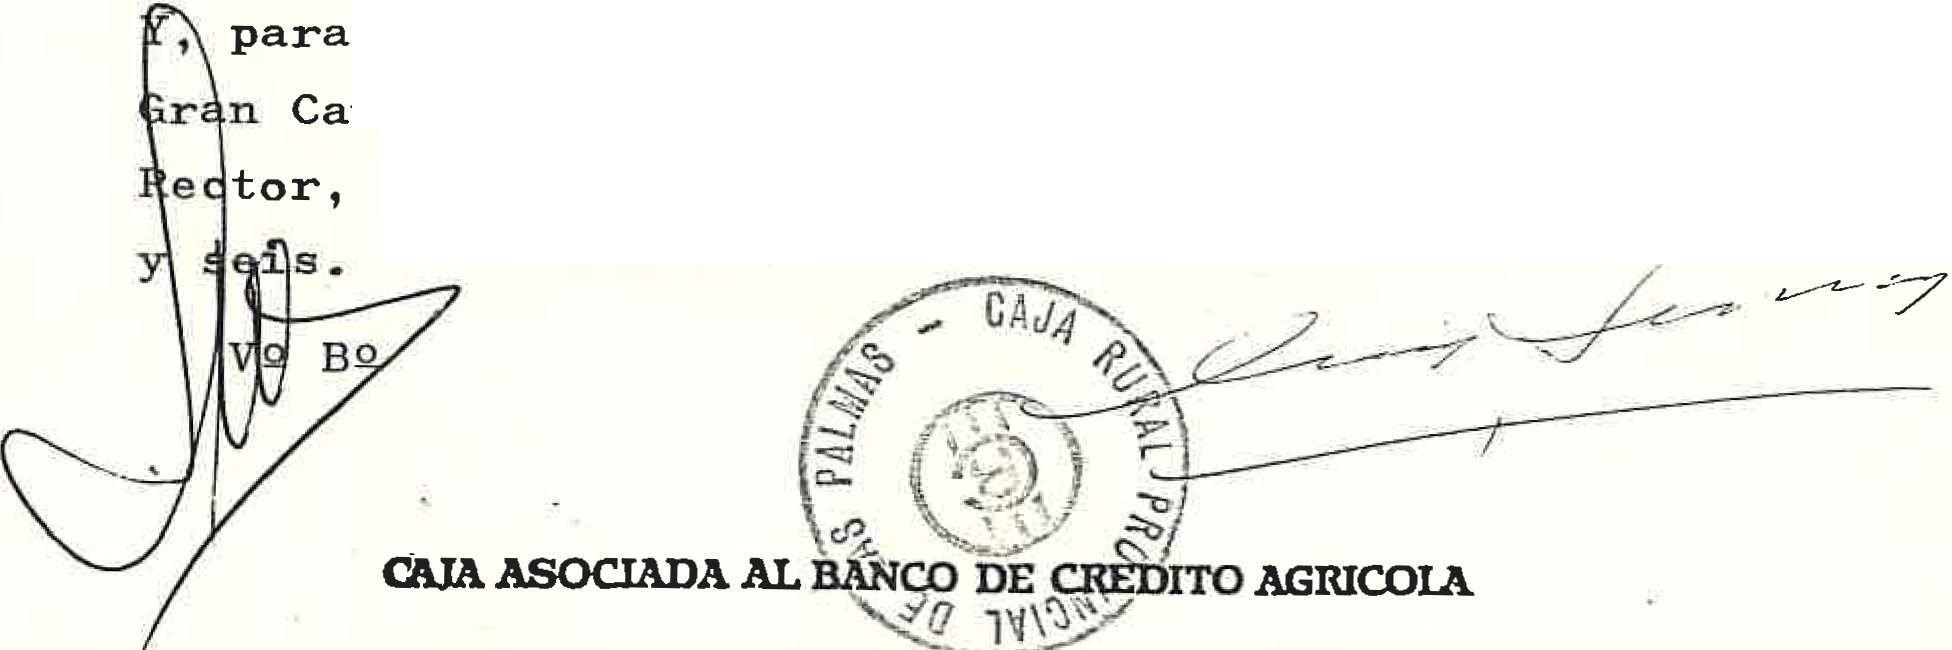 Y, para
Gran Ca
Rector,
y seis.
Vº Bº
CAJA RURAL PROVINCIAL DE LAS PALMAS -
CAJA ASOCIADA AL BANCO DE CREDITO AGRICOLA